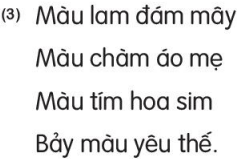 (3) Màu lam đám mây
Màu chàm áo mẹ
Màu tím hoa sim
Bảy màu yêu thế.